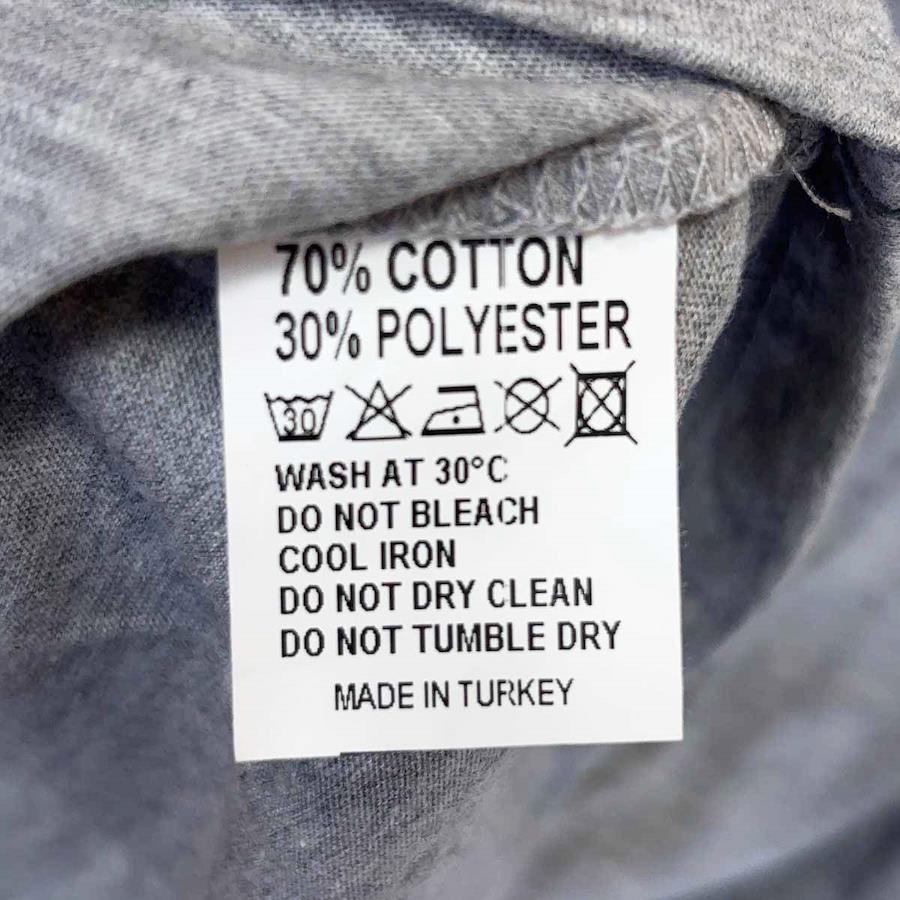 70% COTTON
30% POLYESTER
30
WASH AT 30°C
DO NOT BLEACH
COOL IRON
DO NOT DRY CLEAN
DO NOT TUMBLE DRY
MADE IN TURKEY